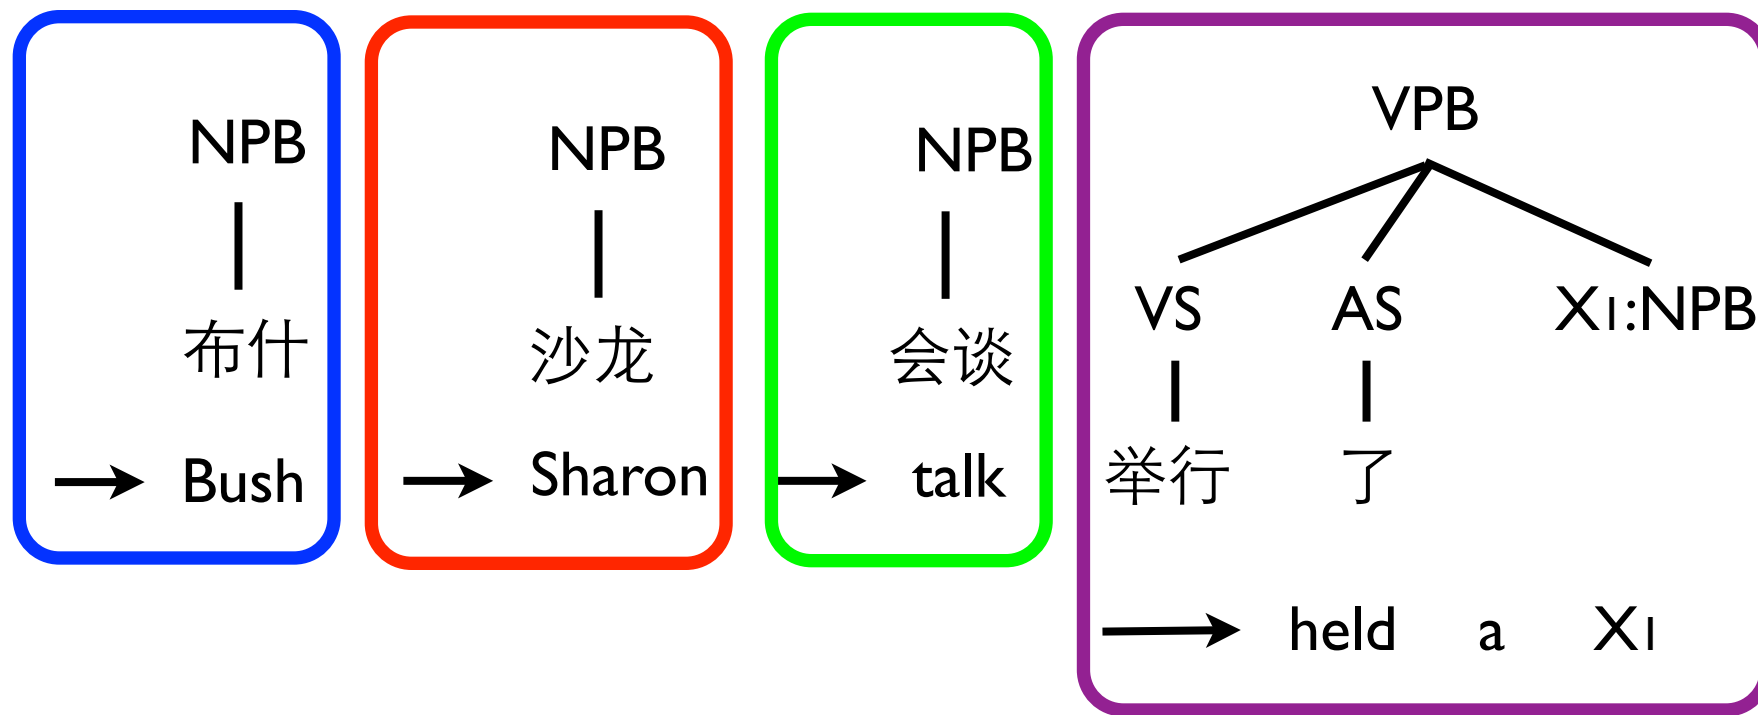 NPB
布什
Bush
NPB
沙龙
Sharon
NPB
会谈
talk
VPB
VS AS X1:NPB
举行 了
held a X1